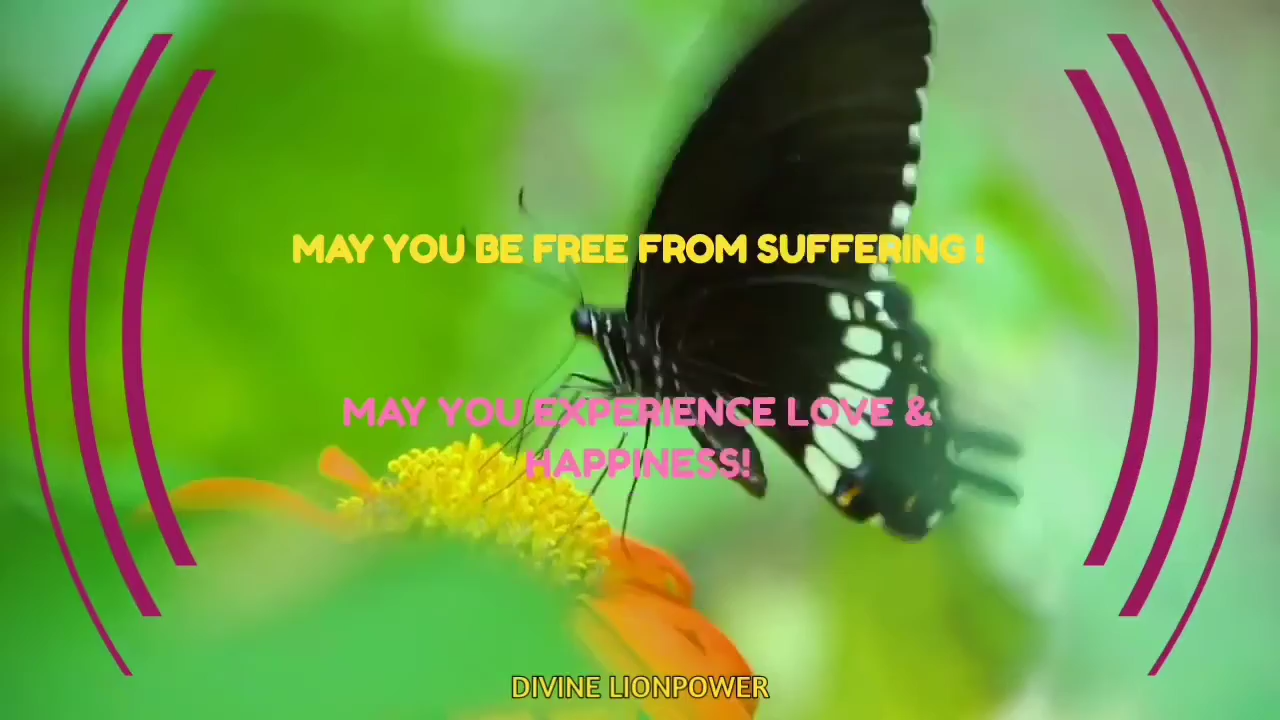 MAY YOU BE FREE FROM SUFFERING !
MAY YOU EXPERIENCE LOVE &
HAPPINESS!
DIVINE LIONPOWER